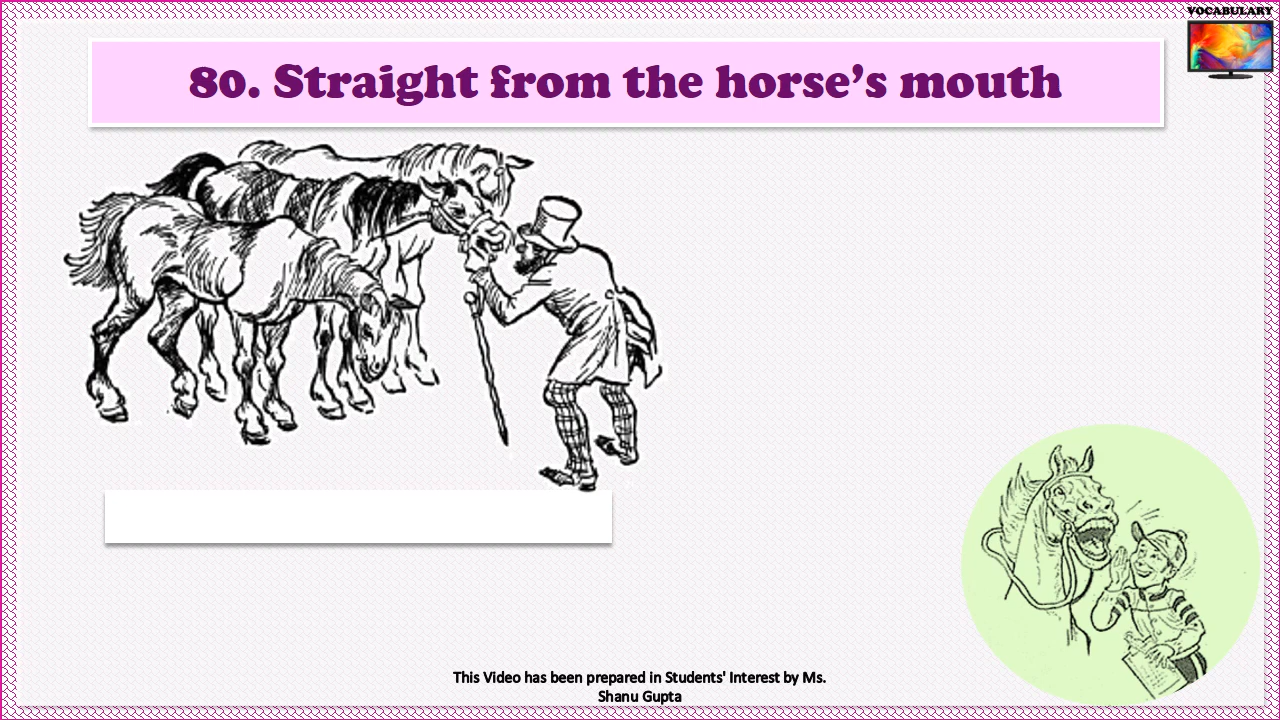 VOCABULARY
80. Straight from the horse’s mouth
This Video has been prepared in Students' Interest by Ms.
Shanu Gupta